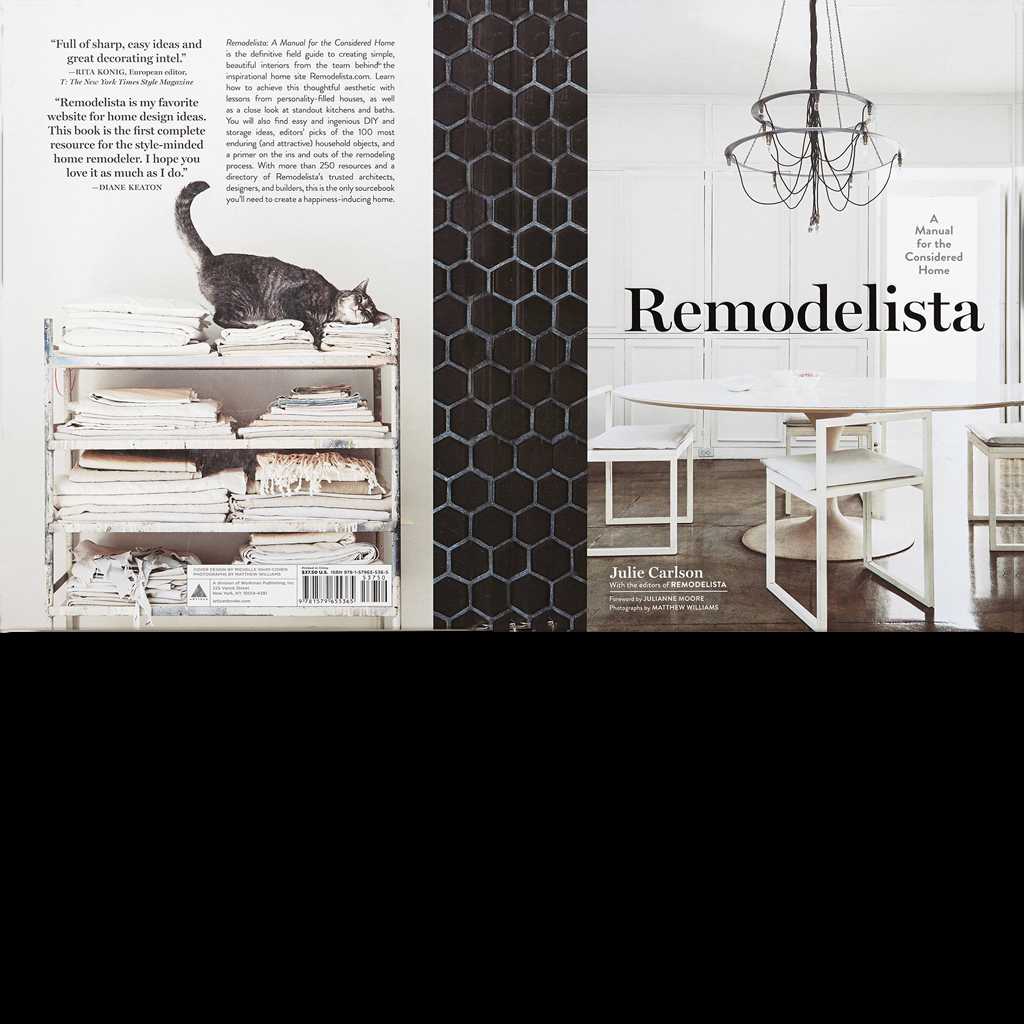 “Full of sharp, easy ideas and
great decorating intel.”
—RITA KONIG, European editor,
T: The New York Times Style Magazine
“Remodelista is my favorite
website for home design ideas.
This book is the first complete
resource for the style-minded
home remodeler. I hope you
love it as much as I do.”
—DIANE KEATON
Remodelista: A Manual for the Considered Home
is the definitive field guide to creating simple,
beautiful interiors from the team behind the
inspirational home site Remodelista.com. Learn
how to achieve this thoughtful aesthetic with
lessons from personality-filled houses, as well
as a close look at standout kitchens and baths.
You will also find easy and ingenious DIY and
storage ideas, editors’ picks of the 100 most
enduring (and attractive) household objects, and
a primer on the ins and outs of the remodeling
process. With more than 250 resources and a
directory of Remodelista’s trusted architects,
designers, and builders, this is the only sourcebook
you’ll need to create a happiness-inducing home.
COVER DESIGN BY MICHELLE ISHAY-COHEN
PHOTOGRAPHS BY MATTHEW WILLIAMS
ARTISAN
A division of Workman Publishing, Inc.
225 Varick Street
New York, NY 10014-4381
artisanbooks.com
Printed in China
$37.50 U.S. ISBN 978-1-57965-536-5
53750
9 781579 655365
A
Manual
for the
Considered
Home
Remodelista
Julie Carlson
With the editors of REMODELISTA
Foreword by JULIANNE MOORE
Photographs by MATTHEW WILLIAMS